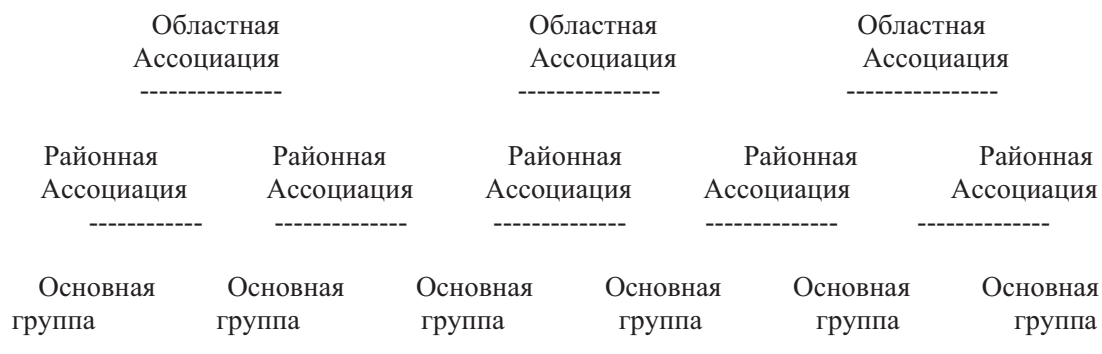 Областная Областная Областная
Ассоциация Ассоциация Ассоциация
--------------- --------------- ----------------
Районная Районная Районная Районная Районная
Ассоциация Ассоциация Ассоциация Ассоциация Ассоциация
------------ -------------- -------------- -------------- --------------
Основная Основная Основная Основная Основная Основная
группа группа группа группа группа группа